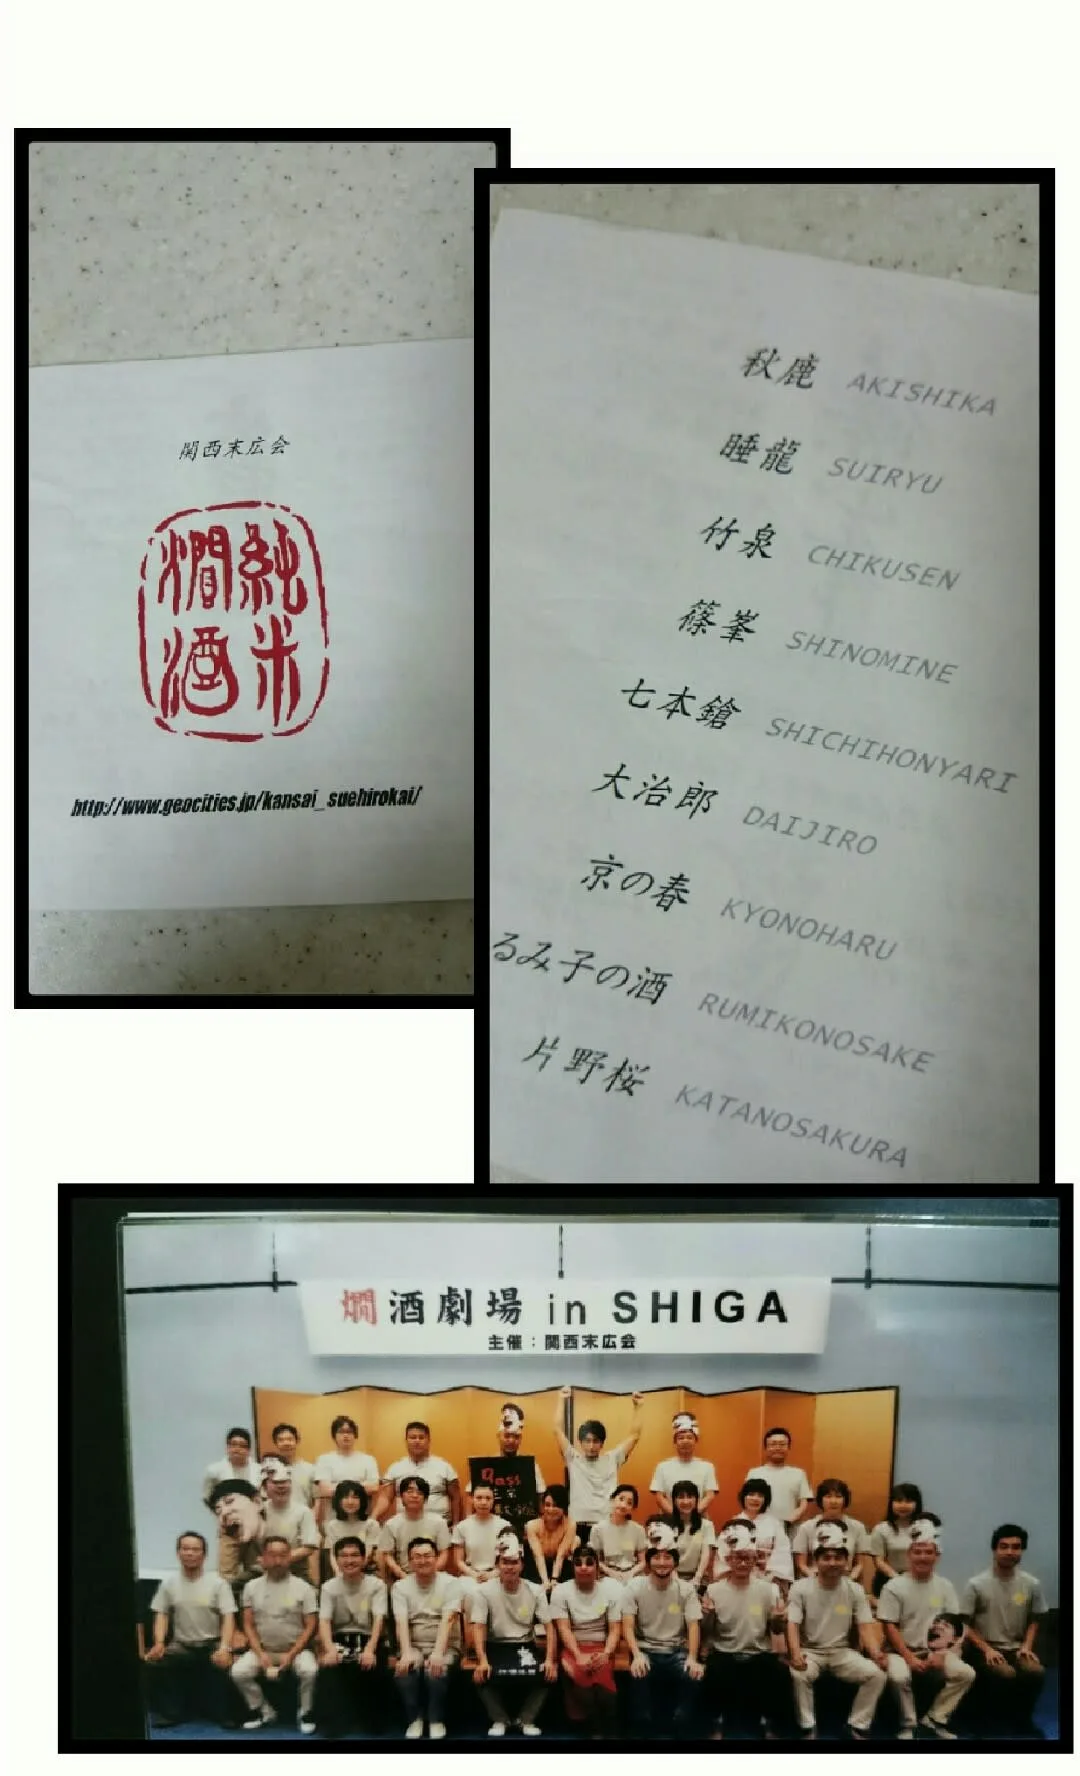 関西末広会
純米
燗酒
http://www.geocities.jp/kansai_suehirokai/
秋鹿 AKISHIKA
睡龍 SUIRYU
竹泉 CHIKUSEN
篠峯 SHINOMINE
七本鎗 SHICHIHONYARI
大治郎 DAIJIRO
京の春 KYONOHARU
るみ子の酒 RUMIKONOSAKE
片野桜 KATANOSAKURA
燗酒劇場 in SHIGA
主催：関西末広会